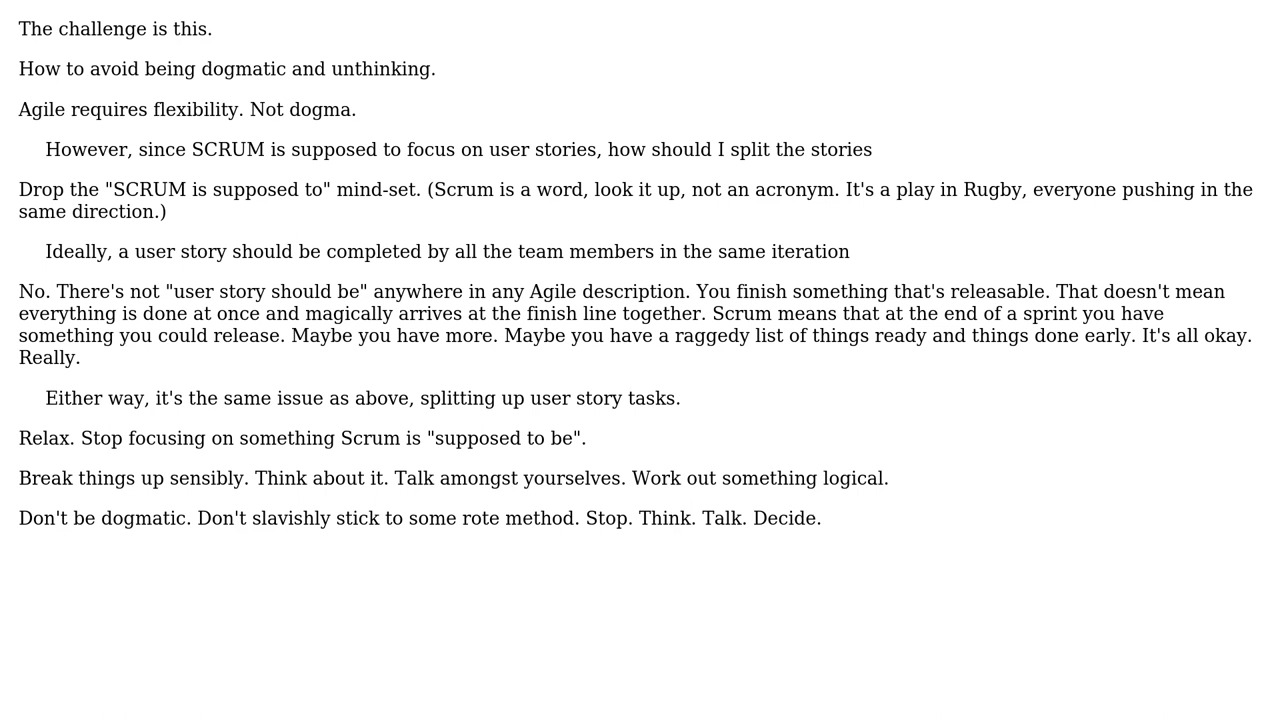 The challenge is this.
How to avoid being dogmatic and unthinking.
Agile requires flexibility. Not dogma.
However, since SCRUM is supposed to focus on user stories, how should I split the stories
Drop the "SCRUM is supposed to" mind-set. (Scrum is a word, look it up, not an acronym. It's a play in Rugby, everyone pushing in the
same direction.)
Ideally, a user story should be completed by all the team members in the same iteration
No. There's not "user story should be" anywhere in any Agile description. You finish something that's releasable. That doesn't mean
everything is done at once and magically arrives at the finish line together. Scrum means that at the end of a sprint you have
something you could release. Maybe you have more. Maybe you have a raggedy list of things ready and things done early. It's all okay.
Really.
Either way, it's the same issue as above, splitting up user story tasks.
Relax. Stop focusing on something Scrum is "supposed to be".
Break things up sensibly. Think about it. Talk amongst yourselves. Work out something logical.
Don't be dogmatic. Don't slavishly stick to some rote method. Stop. Think. Talk. Decide.